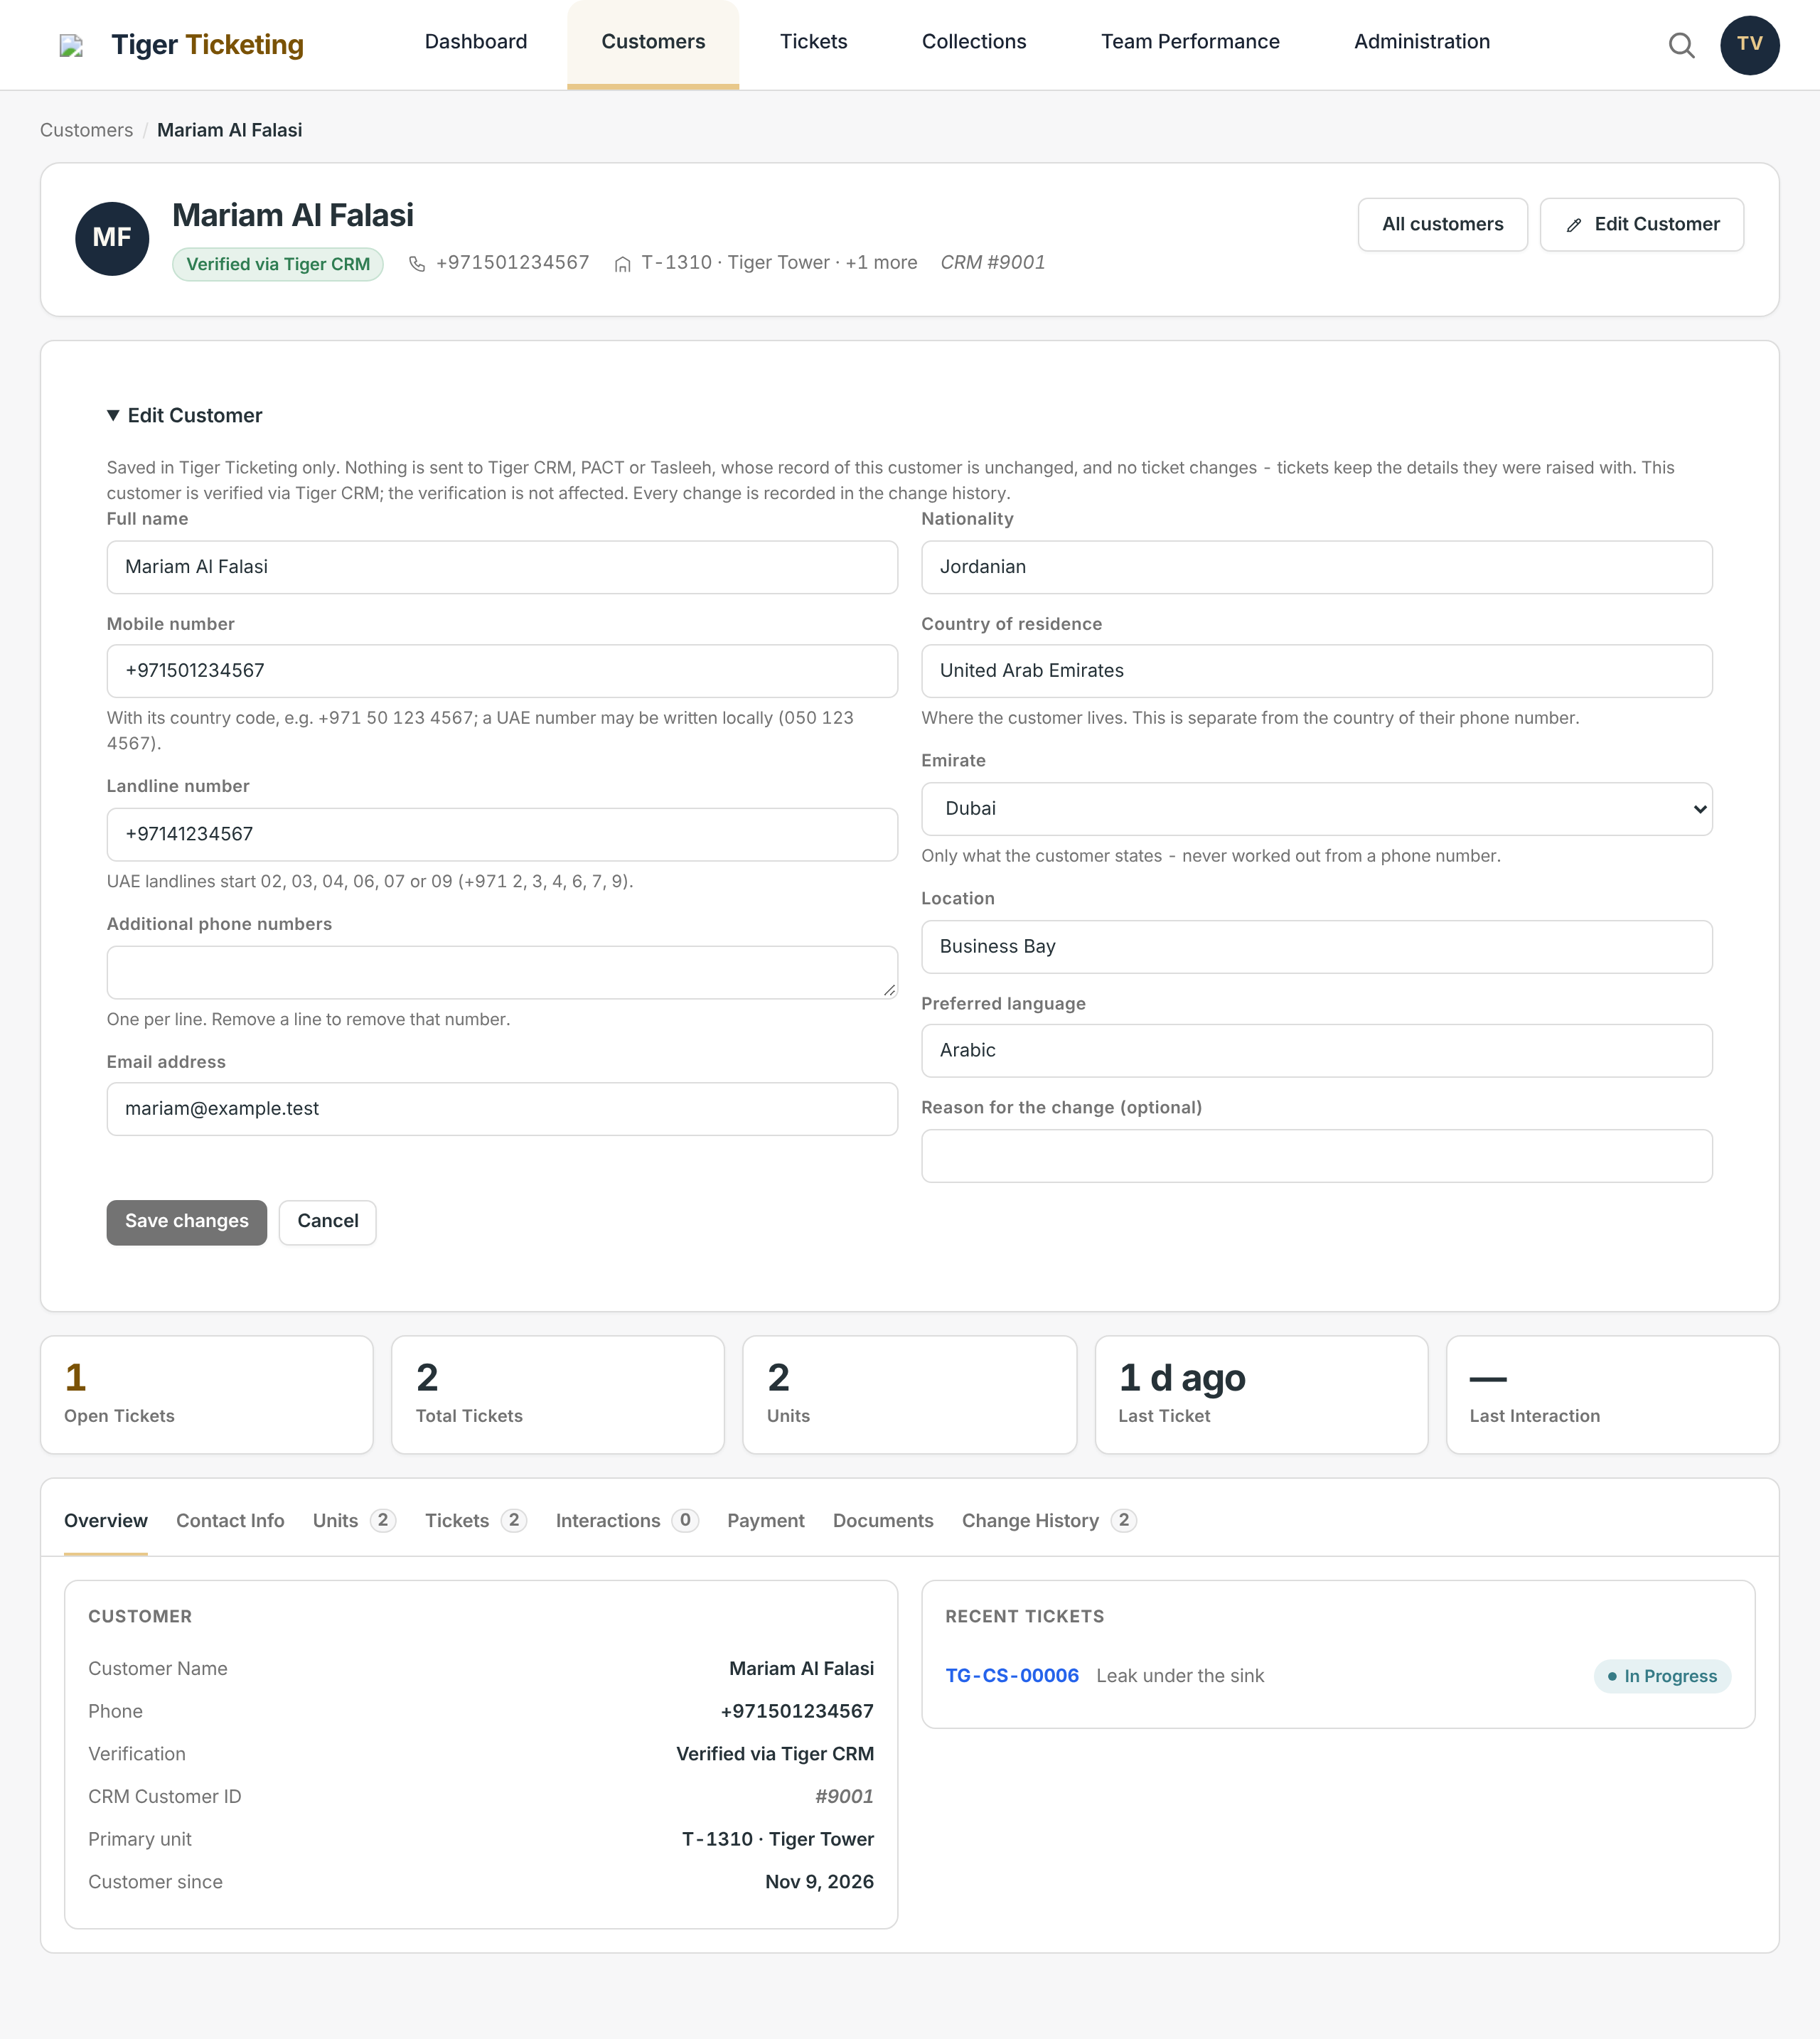 Tiger Ticketing
Dashboard
Customers
Tickets
Collections
Team Performance
Administration
TV
Customers / Mariam Al Falasi
MF
Mariam Al Falasi
Verified via Tiger CRM
+971501234567
T-1310 · Tiger Tower · +1 more
CRM #9001
All customers
Edit Customer
Edit Customer
Saved in Tiger Ticketing only. Nothing is sent to Tiger CRM, PACT or Tasleeh, whose record of this customer is unchanged, and no ticket changes - tickets keep the details they were raised with. This
customer is verified via Tiger CRM; the verification is not affected. Every change is recorded in the change history.
Full name
Mariam Al Falasi
Mobile number
+971501234567
With its country code, e.g. +971 50 123 4567; a UAE number may be written locally (050 123
4567).
Landline number
+97141234567
UAE landlines start 02, 03, 04, 06, 07 or 09 (+971 2, 3, 4, 6, 7, 9).
Additional phone numbers
One per line. Remove a line to remove that number.
Email address
mariam@example.test
Nationality
Jordanian
Country of residence
United Arab Emirates
Where the customer lives. This is separate from the country of their phone number.
Emirate
Dubai
Only what the customer states - never worked out from a phone number.
Location
Business Bay
Preferred language
Arabic
Reason for the change (optional)
Save changes
Cancel
1
Open Tickets
2
Total Tickets
2
Units
1 d ago
Last Ticket
—
Last Interaction
Overview
Contact Info
Units 2
Tickets 2
Interactions 0
Payment
Documents
Change History 2
CUSTOMER
Customer Name Mariam Al Falasi
Phone +971501234567
Verification Verified via Tiger CRM
CRM Customer ID #9001
Primary unit T-1310 · Tiger Tower
Customer since Nov 9, 2026
RECENT TICKETS
TG-CS-00006 Leak under the sink In Progress